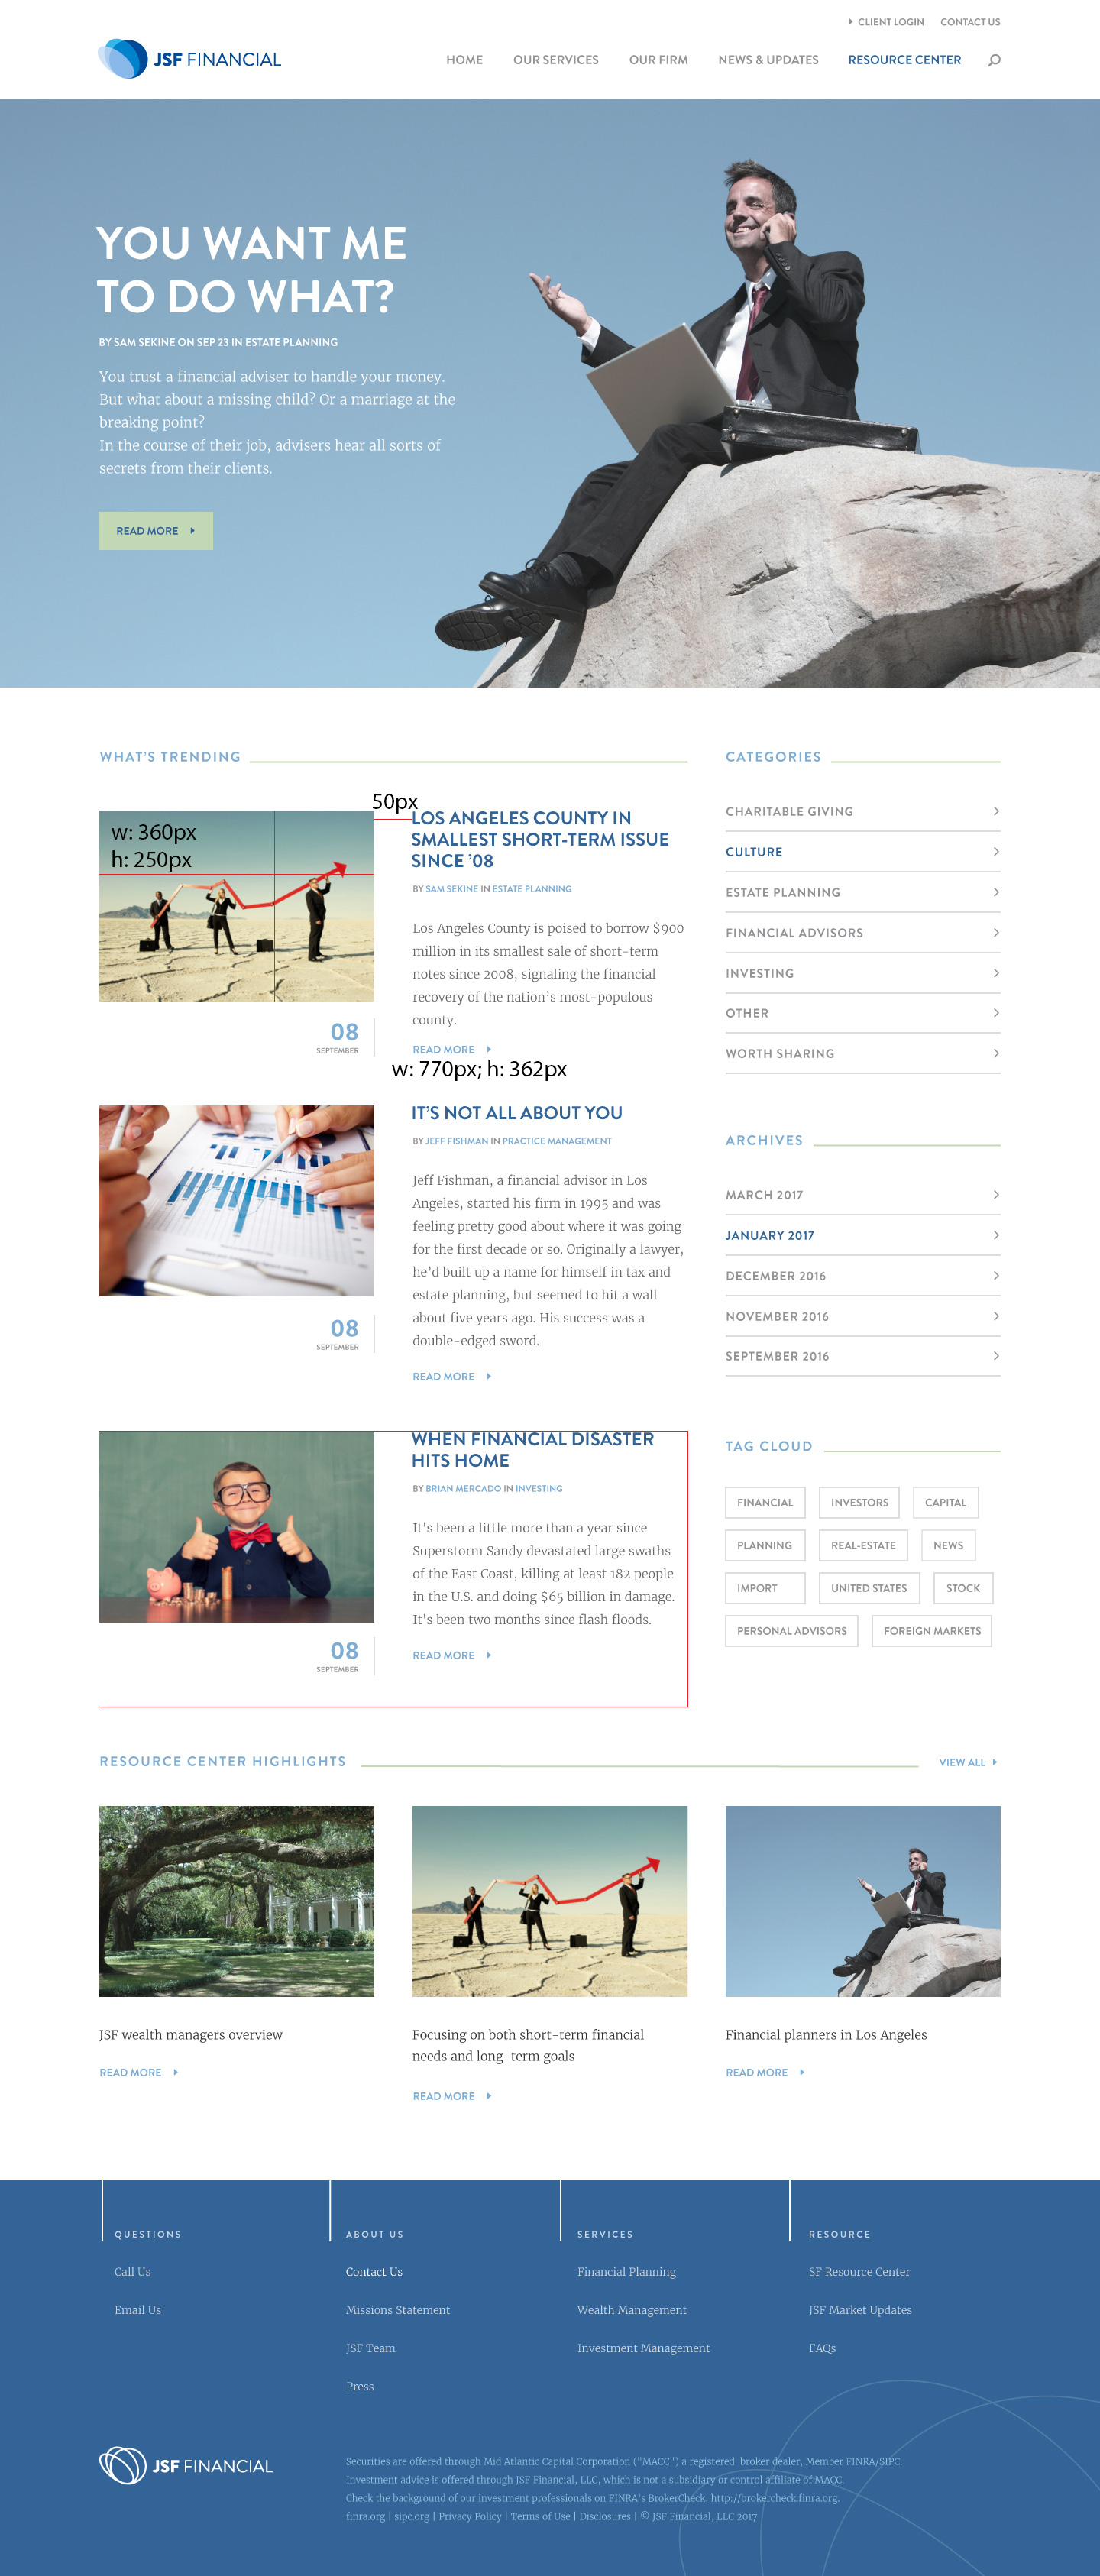 CLIENT LOGIN
CONTACT US
JSF FINANCIAL
HOME
OUR SERVICES
OUR FIRM
NEWS & UPDATES
RESOURCE CENTER
YOU WANT ME
TO DO WHAT?
BY SAM SEKINE ON SEP 23 IN ESTATE PLANNING
You trust a financial adviser to handle your money.
But what about a missing child? Or a marriage at the
breaking point?
In the course of their job, advisers hear all sorts of
secrets from their clients.
READ MORE
WHAT'S TRENDING
50px
w: 360px
h: 250px
LOS ANGELES COUNTY IN
SMALLEST SHORT-TERM ISSUE
SINCE ’08
BY SAM SEKINE IN ESTATE PLANNING
Los Angeles County is poised to borrow $900
million in its smallest sale of short-term
notes since 2008, signaling the financial
recovery of the nation’s most-populous
county.
08
SEPTEMBER
READ MORE
w: 770px; h: 362px
IT’S NOT ALL ABOUT YOU
BY JEFF FISHMAN IN PRACTICE MANAGEMENT
Jeff Fishman, a financial advisor in Los
Angeles, started his firm in 1995 and was
feeling pretty good about where it was going
for the first decade or so. Originally a lawyer,
he’d built up a name for himself in tax and
estate planning, but seemed to hit a wall
about five years ago. His success was a
double-edged sword.
08
SEPTEMBER
READ MORE
WHEN FINANCIAL DISASTER
HITS HOME
BY BRIAN MERCADO IN INVESTING
It's been a little more than a year since
Superstorm Sandy devastated large swaths
of the East Coast, killing at least 182 people
in the U.S. and doing $65 billion in damage.
It's been two months since flash floods.
08
SEPTEMBER
READ MORE
CATEGORIES
CHARITABLE GIVING
CULTURE
ESTATE PLANNING
FINANCIAL ADVISORS
INVESTING
OTHER
WORTH SHARING
ARCHIVES
MARCH 2017
JANUARY 2017
DECEMBER 2016
NOVEMBER 2016
SEPTEMBER 2016
TAG CLOUD
FINANCIAL
INVESTORS
CAPITAL
PLANNING
REAL-ESTATE
NEWS
IMPORT
UNITED STATES
STOCK
PERSONAL ADVISORS
FOREIGN MARKETS
RESOURCE CENTER HIGHLIGHTS
VIEW ALL
JSF wealth managers overview
READ MORE
Focusing on both short-term financial
needs and long-term goals
READ MORE
Financial planners in Los Angeles
READ MORE
QUESTIONS
Call Us
Email Us
ABOUT US
Contact Us
Missions Statement
JSF Team
Press
SERVICES
Financial Planning
Wealth Management
Investment Management
RESOURCE
SF Resource Center
JSF Market Updates
FAQs
JSF FINANCIAL
Securities are offered through Mid Atlantic Capital Corporation ("MACC") a registered broker dealer, Member FINRA/SIPC.
Investment advice is offered through JSF Financial, LLC, which is not a subsidiary or control affiliate of MACC.
Check the background of our investment professionals on FINRA's BrokerCheck, http://brokercheck.finra.org.
finra.org | sipc.org | Privacy Policy | Terms of Use | Disclosures | © JSF Financial, LLC 2017